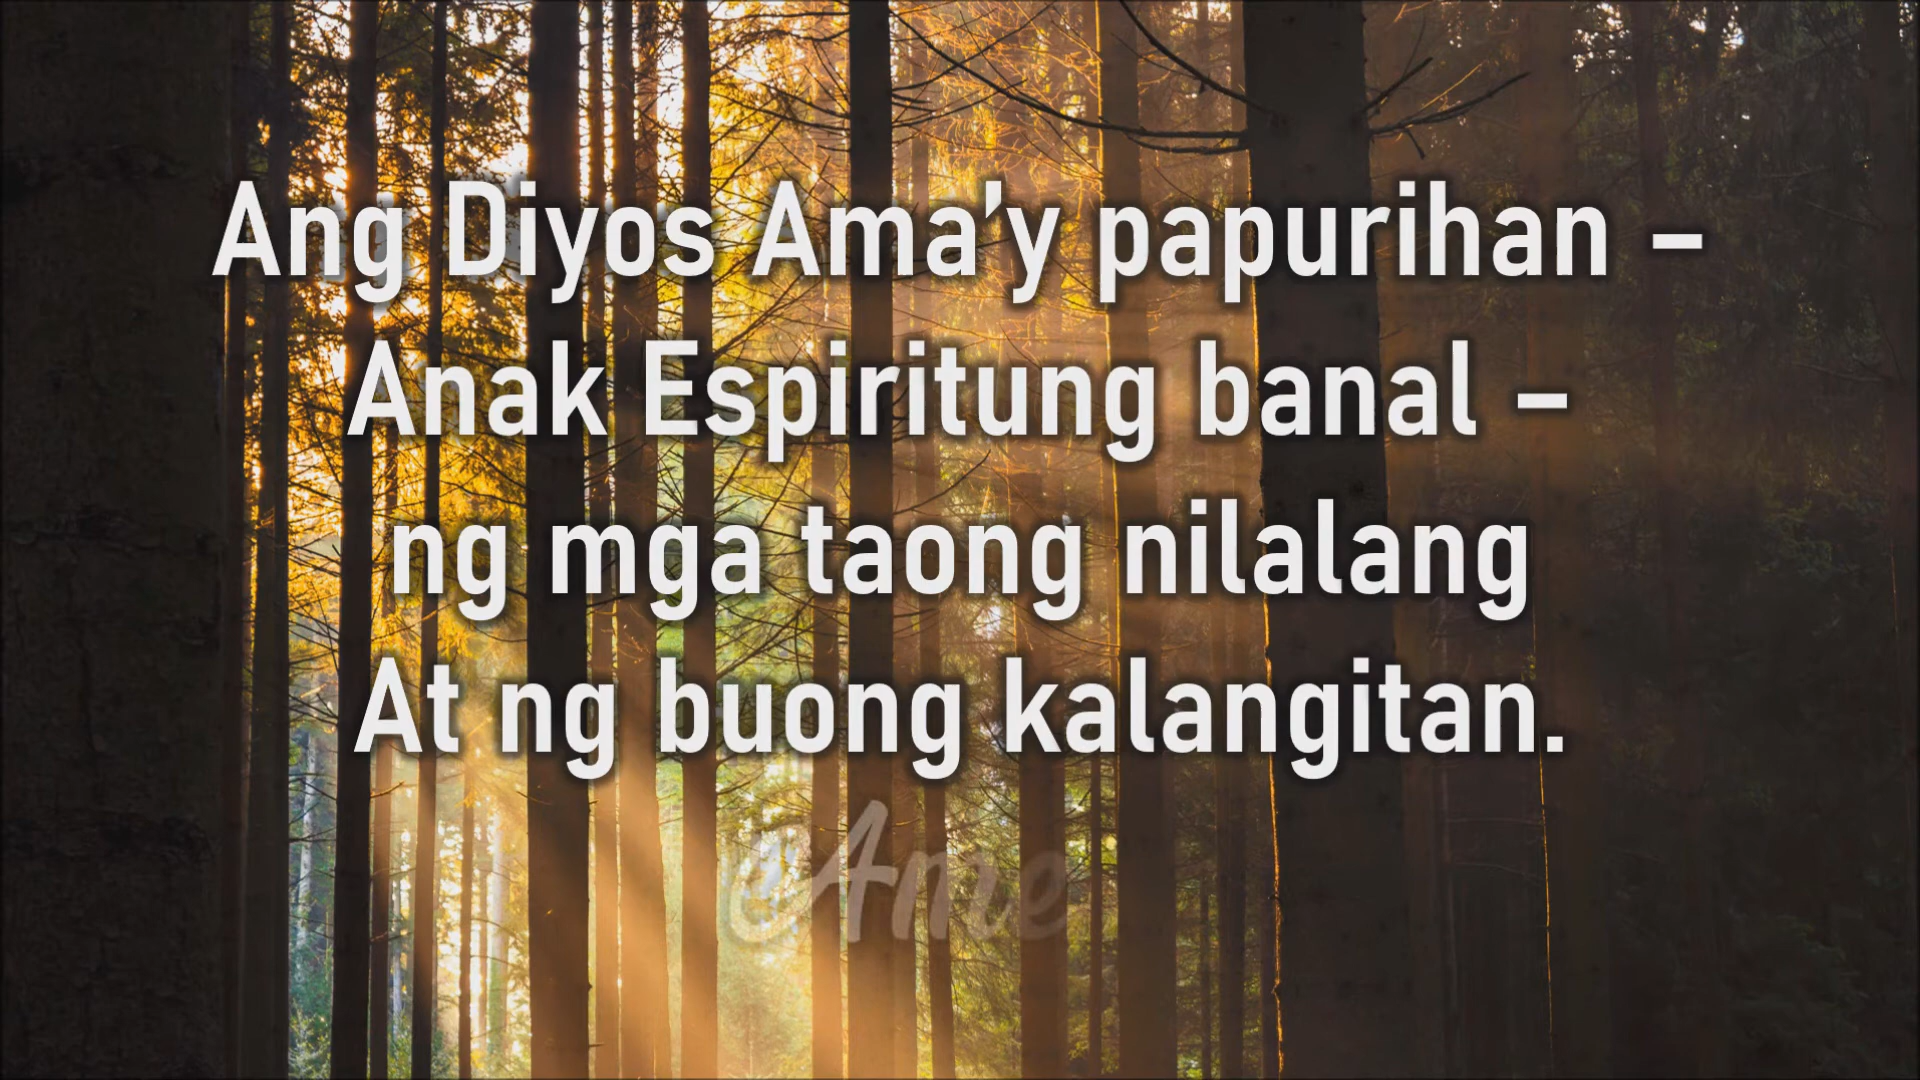 Ang Diyos Ama’y papurihan –
Anak Espiritung banal –
ng mga taong nilalang
At ng buong kalangitan.